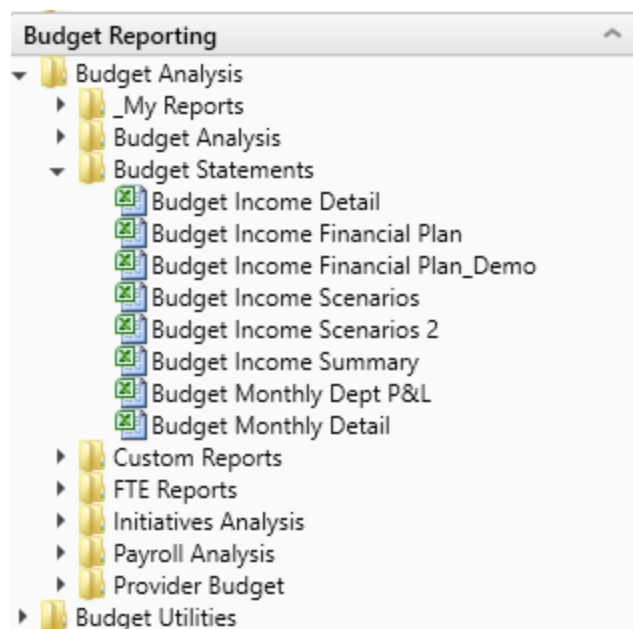 Budget Reporting
Budget Analysis
_My Reports
Budget Analysis
Budget Statements
Budget Income Detail
Budget Income Financial Plan
Budget Income Financial Plan_Demo
Budget Income Scenarios
Budget Income Scenarios 2
Budget Income Summary
Budget Monthly Dept P&L
Budget Monthly Detail
Custom Reports
FTE Reports
Initiatives Analysis
Payroll Analysis
Provider Budget
Budget Utilities